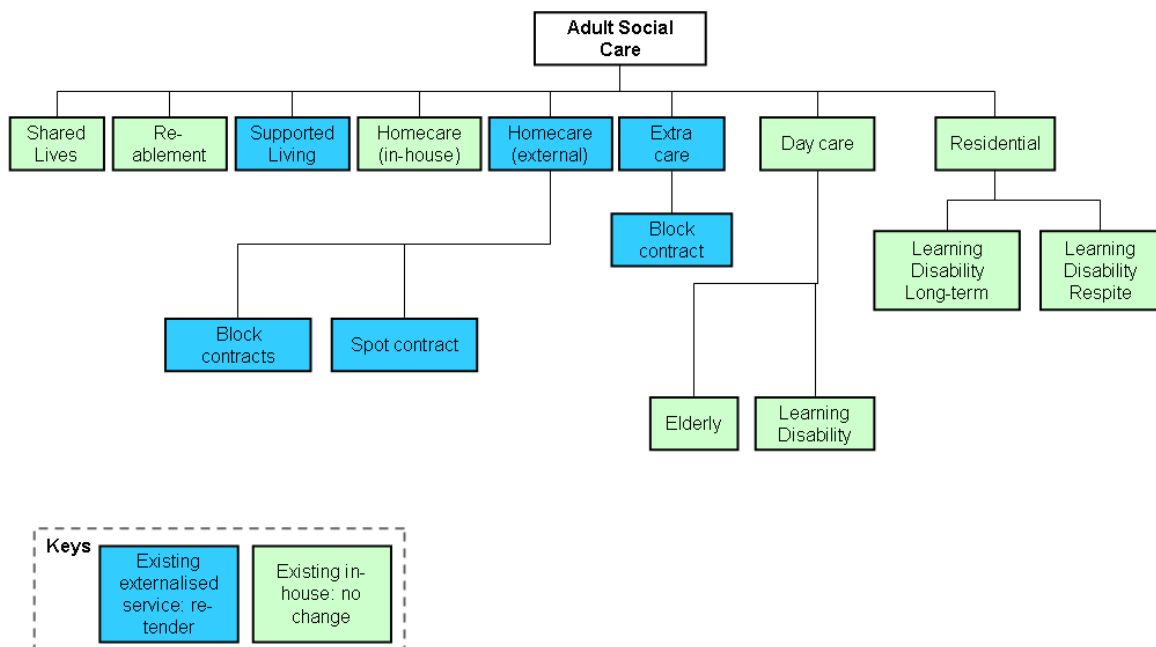 Adult Social
Care
Shared
Lives
Re-
ablement
Supported
Living
Homecare
(in-house)
Homecare
(external)
Extra
care
Day care
Residential
Block
contract
Learning
Disability
Long-term
Learning
Disability
Respite
Block
contracts
Spot contract
Elderly
Learning
Disability
Keys
Existing
externalised
service: re-
tender
Existing in-
house: no
change